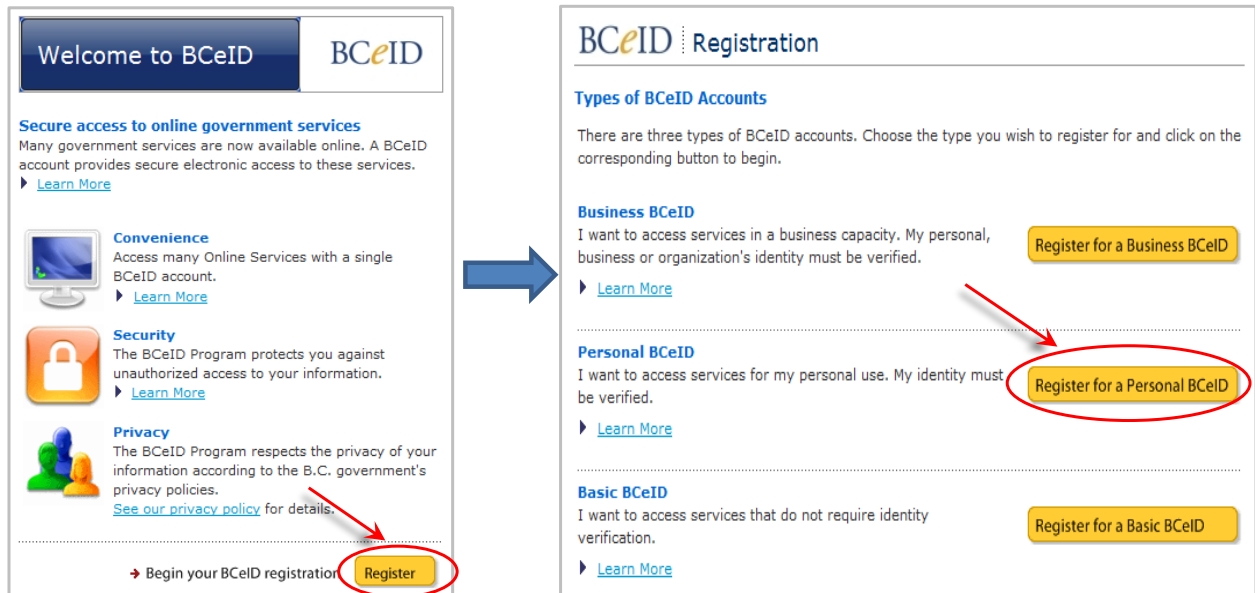 Welcome to BCeID
BCeID
Secure access to online government services
Many government services are now available online. A BCeID
account provides secure electronic access to these services.
Learn More
Convenience
Access many Online Services with a single
BCeID account.
Learn More
Security
The BCeID Program protects you against
unauthorized access to your information.
Learn More
Privacy
The BCeID Program respects the privacy of your
information according to the B.C. government's
privacy policies.
See our privacy policy for details.
Begin your BCeID registration
Register
BCeID Registration
Types of BCeID Accounts
There are three types of BCeID accounts. Choose the type you wish to register for and click on the
corresponding button to begin.
Business BCeID
I want to access services in a business capacity. My personal,
business or organization's identity must be verified.
Register for a Business BCeID
Learn More
Personal BCeID
I want to access services for my personal use. My identity must
be verified.
Register for a Personal BCeID
Learn More
Basic BCeID
I want to access services that do not require identity
verification.
Register for a Basic BCeID
Learn More